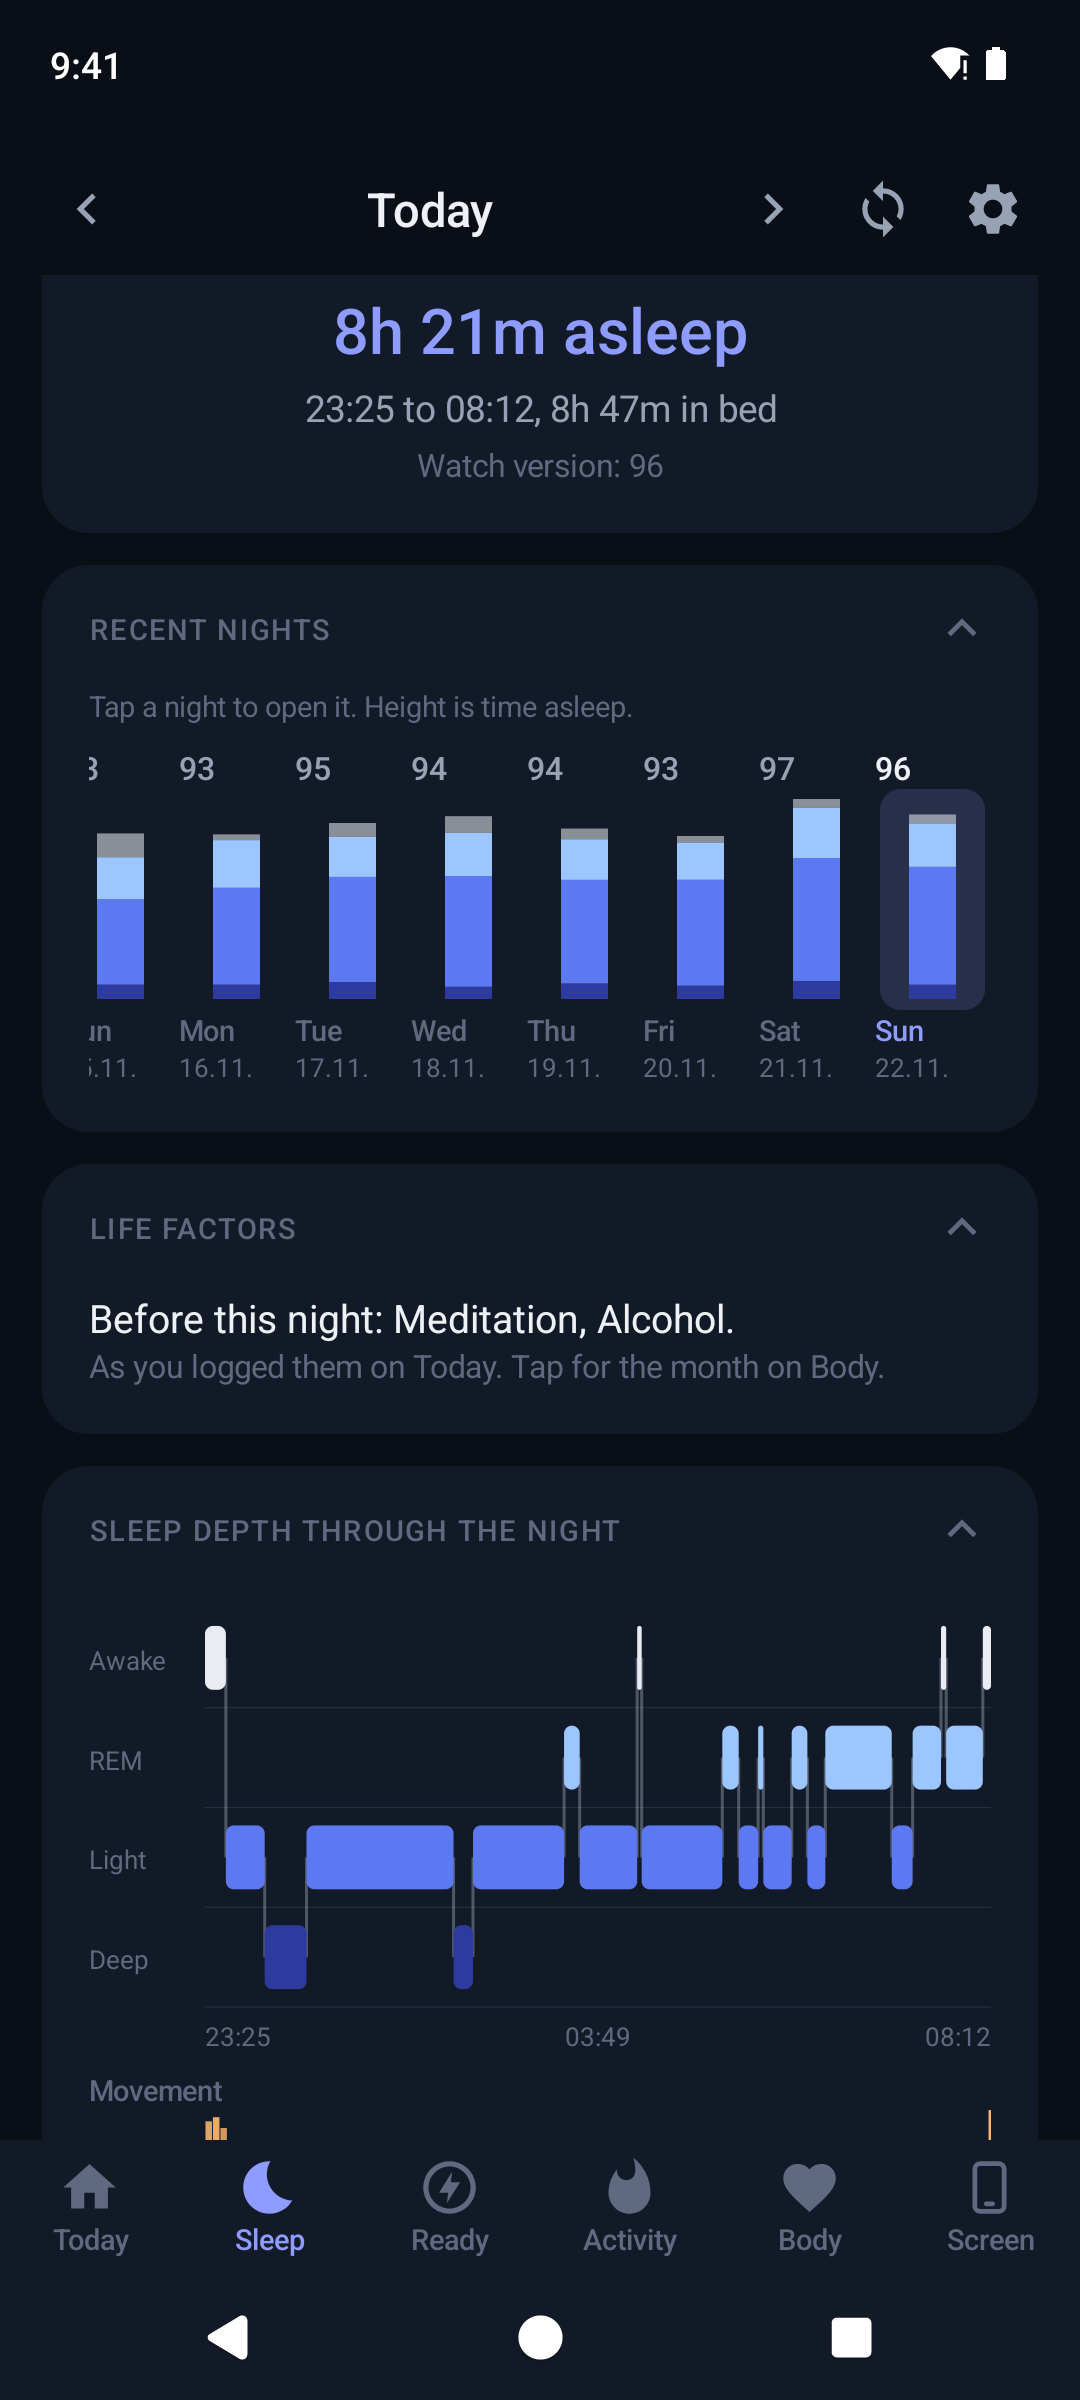 9:41
Today
8h 21m asleep
23:25 to 08:12, 8h 47m in bed
Watch version: 96
RECENT NIGHTS
Tap a night to open it. Height is time asleep.
93 95 94 94 93 97 96
Mon Tue Wed Thu Fri Sat Sun
16.11. 17.11. 18.11. 19.11. 20.11. 21.11. 22.11.
LIFE FACTORS
Before this night: Meditation, Alcohol.
As you logged them on Today. Tap for the month on Body.
SLEEP DEPTH THROUGH THE NIGHT
Awake
REM
Light
Deep
23:25 03:49 08:12
Movement
Today Sleep Ready Activity Body Screen